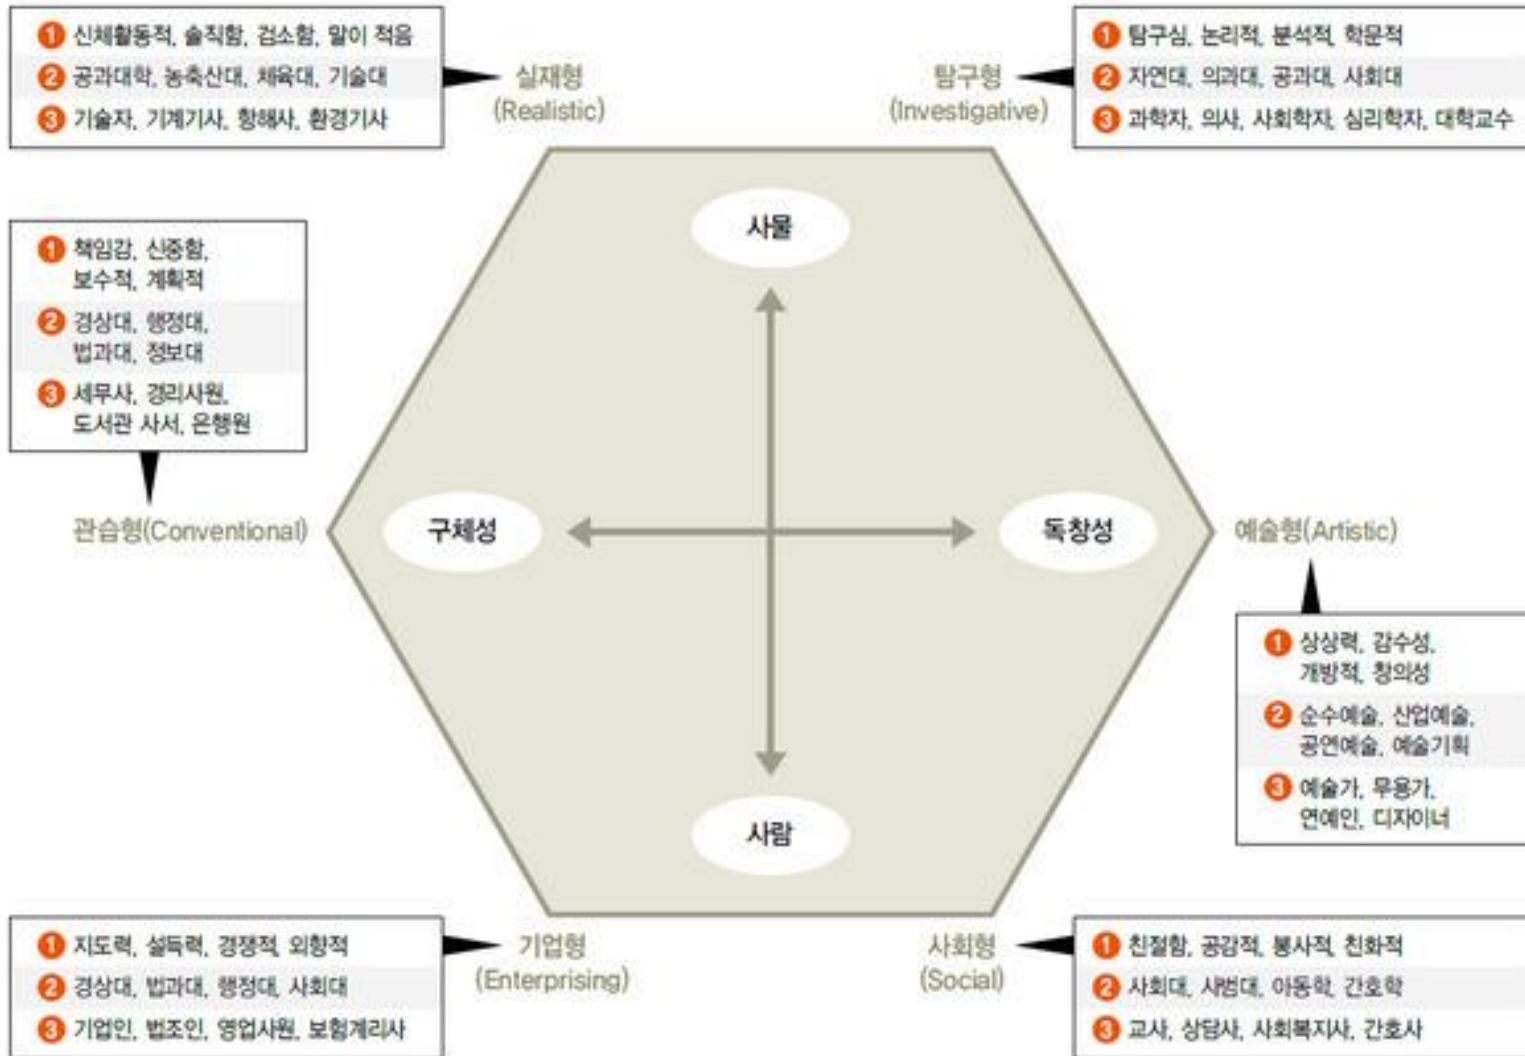 1 신체활동적, 솔직함, 검소함, 말이 적음
2 공과대학, 농축산대, 체육대, 기술대
3 기술자, 기계기사, 항해사, 환경기사
실재형
(Realistic)
탐구형
(Investigative)
1 탐구심, 논리적, 분석적, 학문적
2 자연대, 의과대, 공과대, 사회대
3 과학자, 의사, 사회학자, 심리학자, 대학교수
사물
1 책임감, 신중함,
보수적, 계획적
2 경상대, 행정대,
법과대, 정보대
3 세무사, 경리사원,
도서관 사서, 은행원
관습형(Conventional)
구체성
독창성
예술형(Artistic)
1 상상력, 감수성,
개방적, 창의성
2 순수예술, 산업예술,
공연예술, 예술기획
3 예술가, 무용가,
연예인, 디자이너
사람
1 지도력, 설득력, 경쟁적, 외향적
2 경상대, 법과대, 행정대, 사회대
3 기업인, 법조인, 영업사원, 보험계리사
기업형
(Enterprising)
사회형
(Social)
1 친절함, 공감적, 봉사적, 친화적
2 사회대, 사범대, 아동학, 간호학
3 교사, 상담사, 사회복지사, 간호사